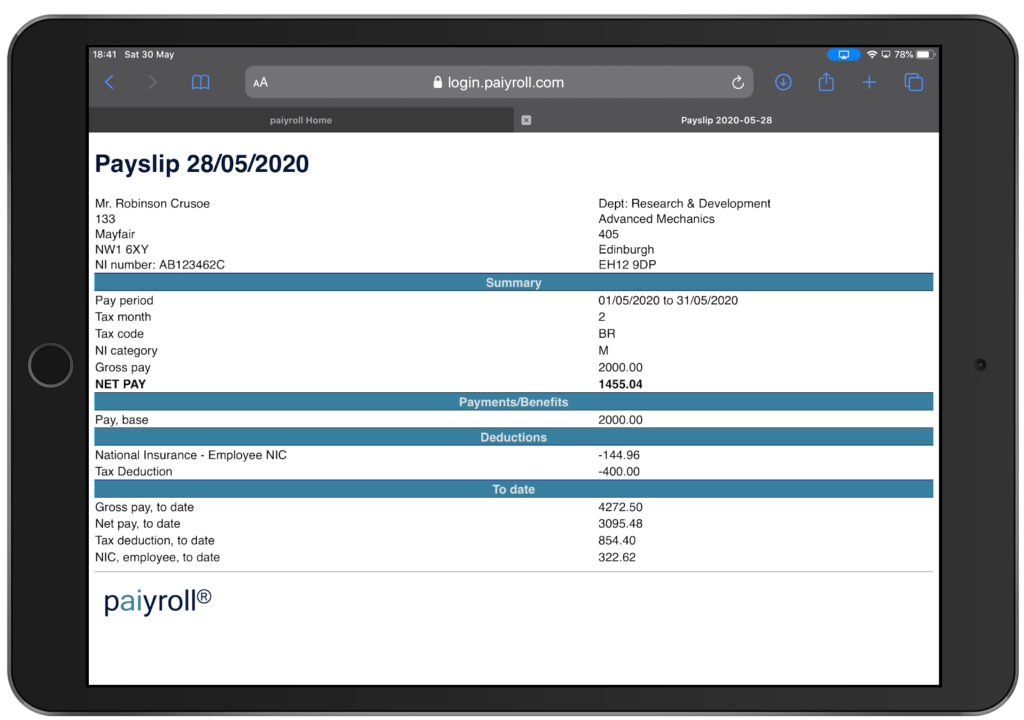 18:41 Sat 30 May 78%
AA login.paiyroll.com
paiyroll Home Payslip 2020-05-28
Payslip 28/05/2020
Mr. Robinson Crusoe Dept: Research & Development
133 Advanced Mechanics
Mayfair 405
NW1 6XY Edinburgh
NI number: AB123462C EH12 9DP
Summary
Pay period 01/05/2020 to 31/05/2020
Tax month 2
Tax code BR
NI category M
Gross pay 2000.00
NET PAY 1455.04
Payments/Benefits
Pay, base 2000.00
Deductions
National Insurance - Employee NIC -144.96
Tax Deduction -400.00
To date
Gross pay, to date 4272.50
Net pay, to date 3095.48
Tax deduction, to date 854.40
NIC, employee, to date 322.62
paiyroll®